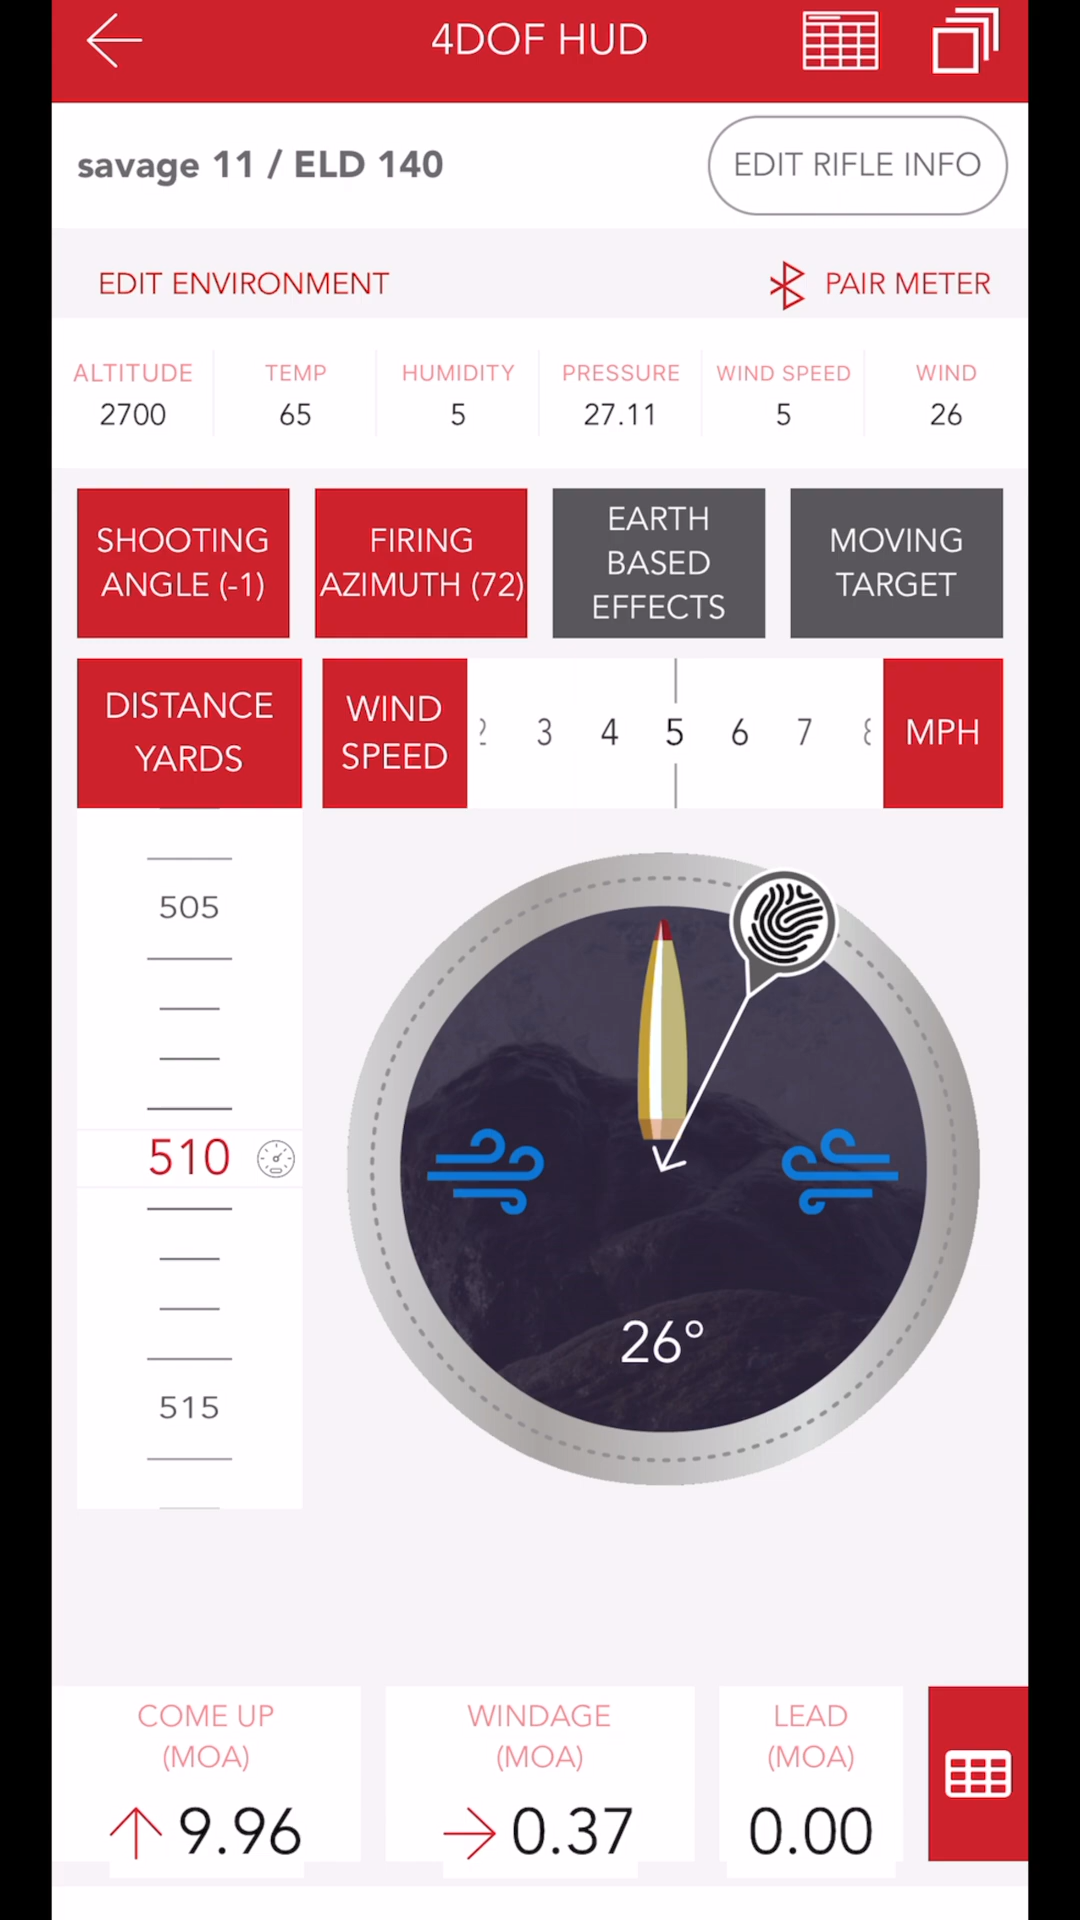 4DOF HUD
savage 11 / ELD 140
EDIT RIFLE INFO
EDIT ENVIRONMENT
PAIR METER
ALTITUDE TEMP HUMIDITY PRESSURE WIND SPEED WIND
2700 65 5 27.11 5 26
SHOOTING
ANGLE (-1)
FIRING
AZIMUTH (72)
EARTH
BASED
EFFECTS
MOVING
TARGET
DISTANCE
YARDS
WIND
SPEED
2 3 4 5 6 7 8
MPH
505
510
515
26°
COME UP
(MOA)
9.96
WINDAGE
(MOA)
0.37
LEAD
(MOA)
0.00